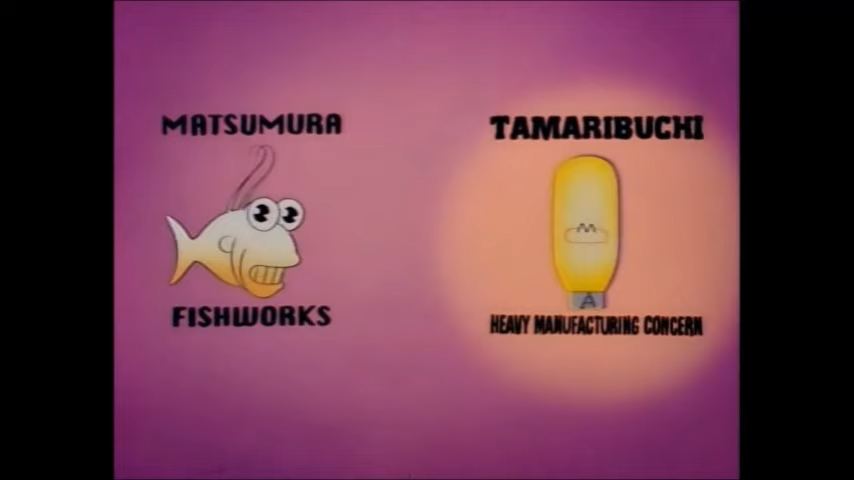 MATSUMURA
FISHWORKS
TAMARIBUCHI
A
HEAVY MANUFACTURING CONCERN